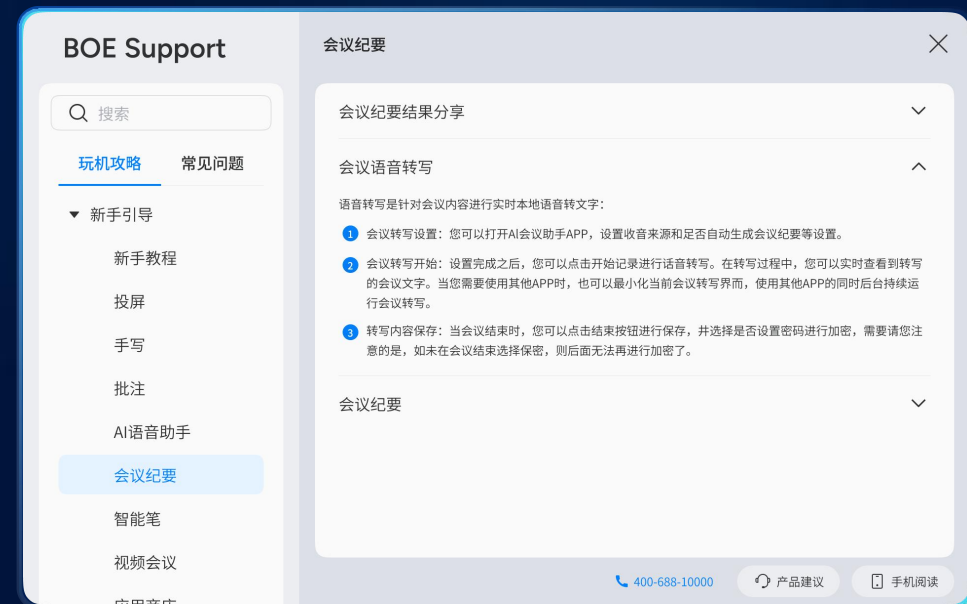 BOE Support
搜索
玩机攻略 常见问题
新手引导
新手教程
投屏
手写
批注
AI语音助手
会议纪要
智能笔
视频会议
会议纪要
会议纪要结果分享
会议语音转写
语音转写是针对会议内容进行实时本地语音转文字：
1 会议转写设置：您可以打开AI会议助手APP，设置收音来源和足否自动生成会议纪要等设置。
2 会议转写开始：设置完成之后，您可以点击开始记录进行话音转写。在转写过程中，您可以实时查看到转写
的会议文字。当您需要使用其他APP时，也可以最小化当前会议转写界而，使用其他APP的同时后台持续运
行会议转写。
3 转写内容保存：当会议结束时，您可以点击结束按钮进行保存，井选择是否设置密码进行加密，需要请您注
意的是，如未在会议结束选择保密，则后面无法再进行加密了。
会议纪要
400-688-10000 产品建议 手机阅读